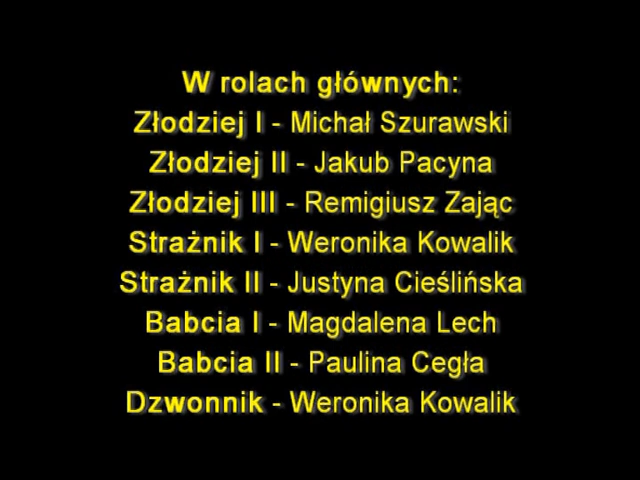 W rolach głównych:
Złodziej I - Michał Szurawski
Złodziej II - Jakub Pacyna
Złodziej III - Remigiusz Zając
Strażnik I - Weronika Kowalik
Strażnik II - Justyna Cieślińska
Babcia I - Magdalena Lech
Babcia II - Paulina Cegła
Dzwonnik - Weronika Kowalik